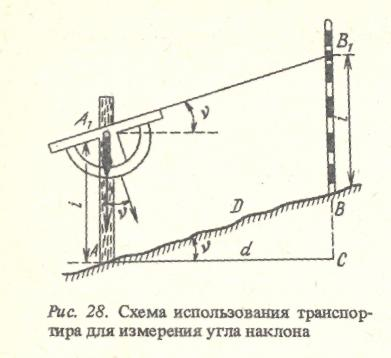 B₁
A₁
ν
l
i
ν
D
B
A
ν
d
C
Рис. 28. Схема использования транспор-
тира для измерения угла наклона